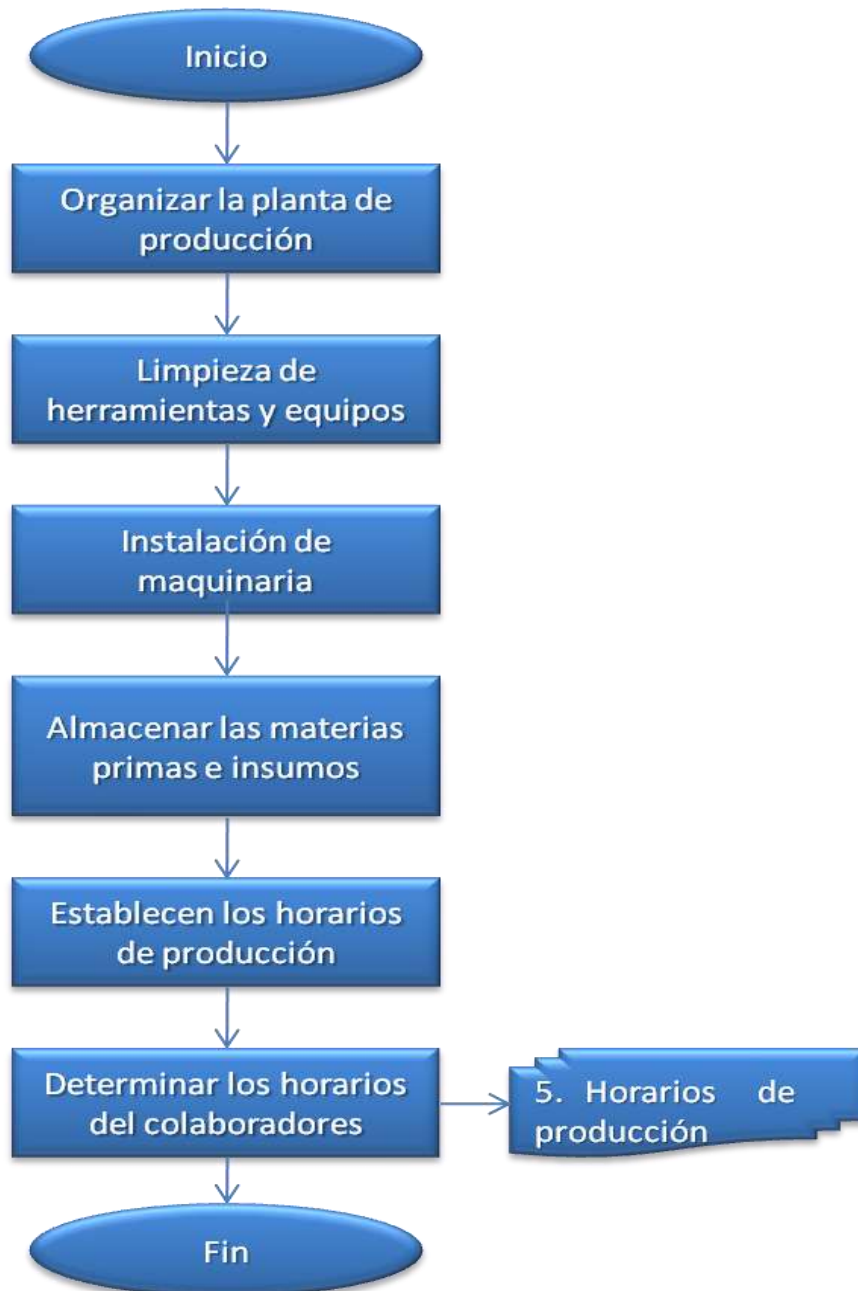 Inicio
Organizar la planta de
producción
Limpieza de
herramientas y equipos
Instalación de
maquinaria
Almacenar las materias
primas e insumos
Establecen los horarios
de producción
Determinar los horarios
del colaboradores
5. Horarios de
producción
Fin